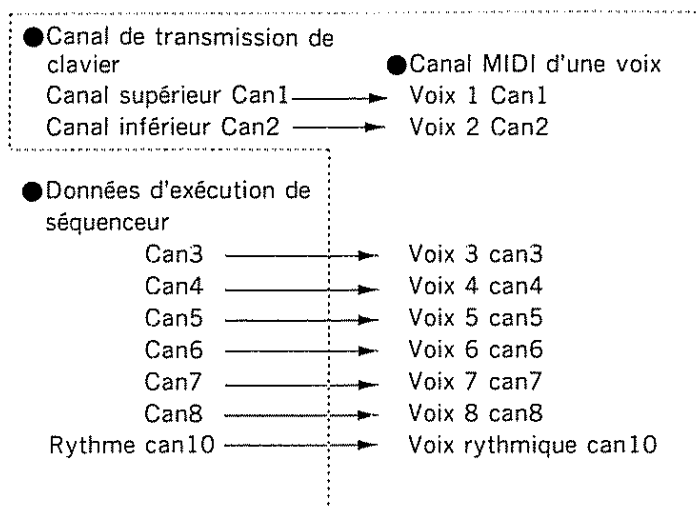 ●Canal de transmission de
clavier
●Canal MIDI d'une voix
Canal supérieur Can1 → Voix 1 Can1
Canal inférieur Can2 → Voix 2 Can2
●Données d'exécution de
séquenceur
Can3 → Voix 3 can3
Can4 → Voix 4 can4
Can5 → Voix 5 can5
Can6 → Voix 6 can6
Can7 → Voix 7 can7
Can8 → Voix 8 can8
Rythme can10 → Voix rythmique can10